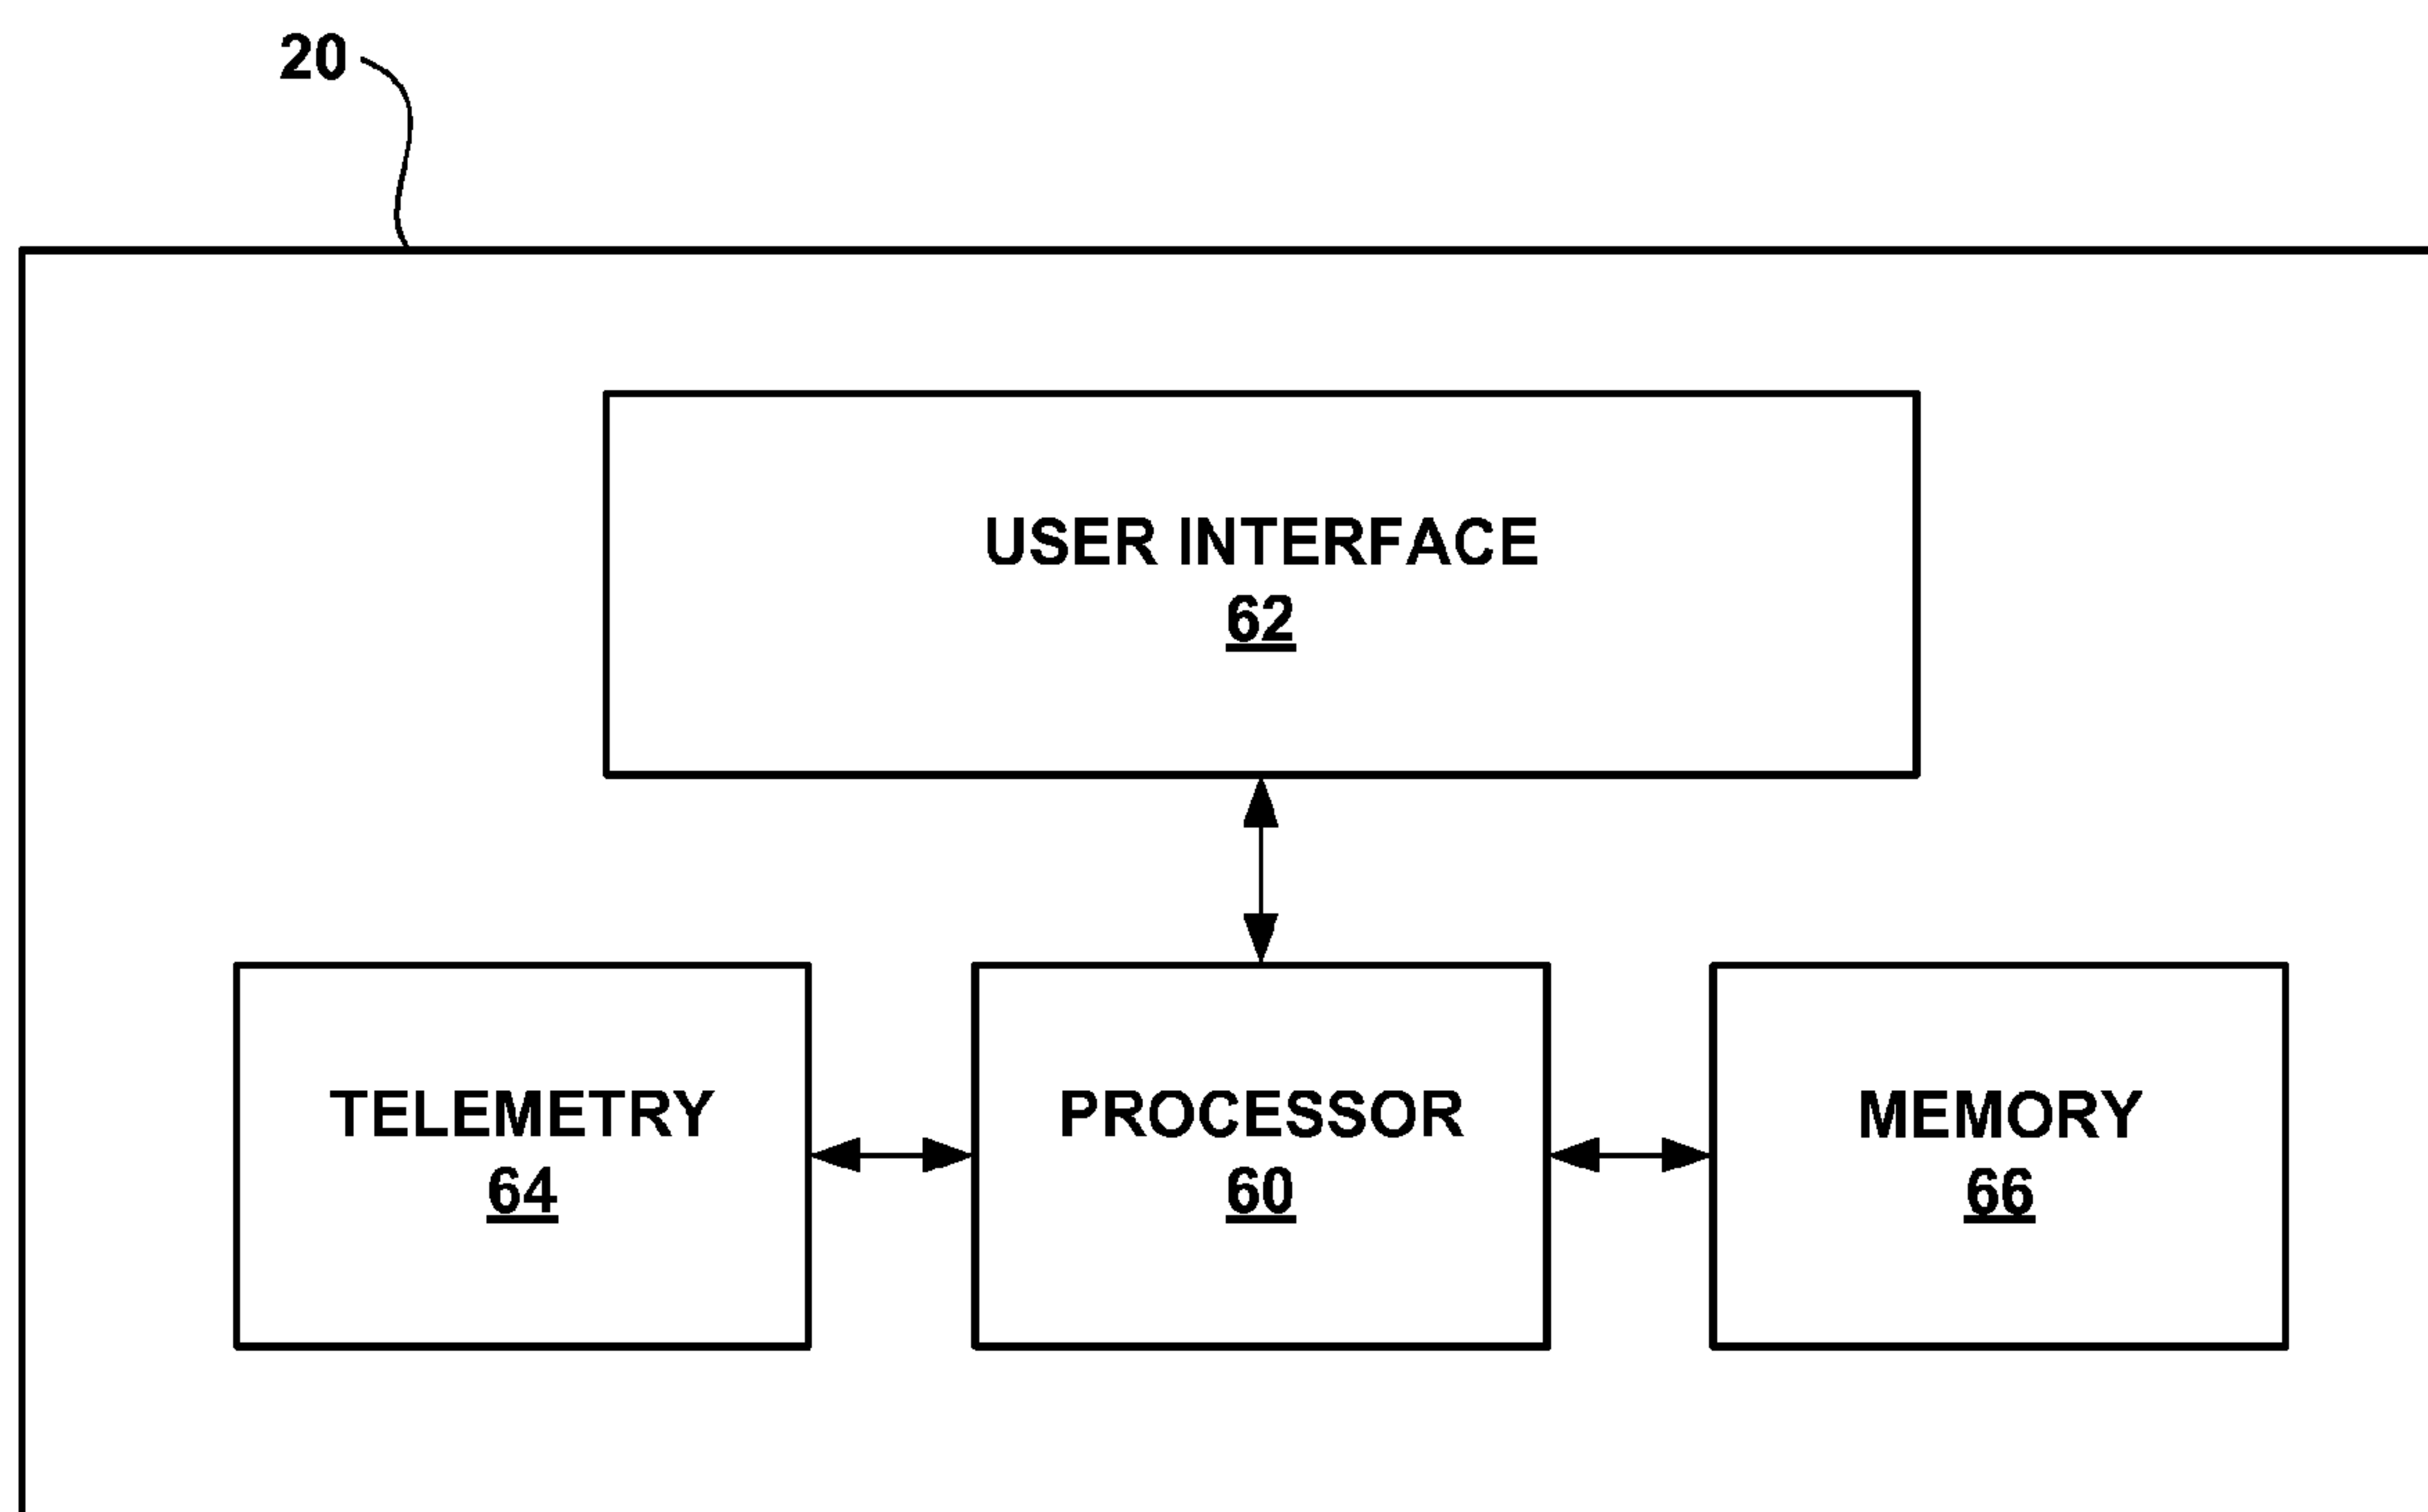 20
USER INTERFACE
62
TELEMETRY
64
PROCESSOR
60
MEMORY
66